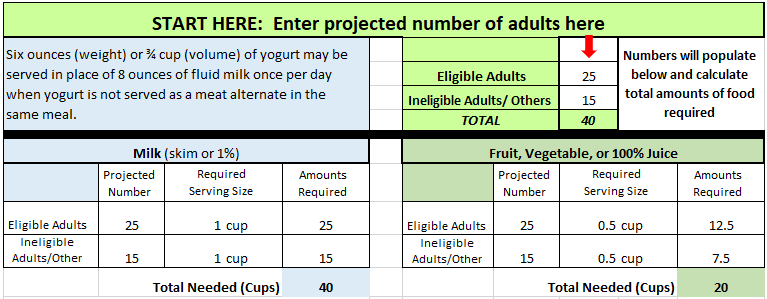 START HERE: Enter projected number of adults here
Six ounces (weight) or ¾ cup (volume) of yogurt may be
served in place of 8 ounces of fluid milk once per day
when yogurt is not served as a meat alternate in the
same meal.
Eligible Adults 25
Ineligible Adults/ Others 15
TOTAL 40
Numbers will populate
below and calculate
total amounts of food
required
Milk (skim or 1%)
Projected Number Required Serving Size Amounts Required
Eligible Adults 25 1 cup 25
Ineligible
Adults/Other 15 1 cup 15
Total Needed (Cups) 40
Fruit, Vegetable, or 100% Juice
Projected Number Required Serving Size Amounts Required
Eligible Adults 25 0.5 cup 12.5
Ineligible
Adults/Other 15 0.5 cup 7.5
Total Needed (Cups) 20